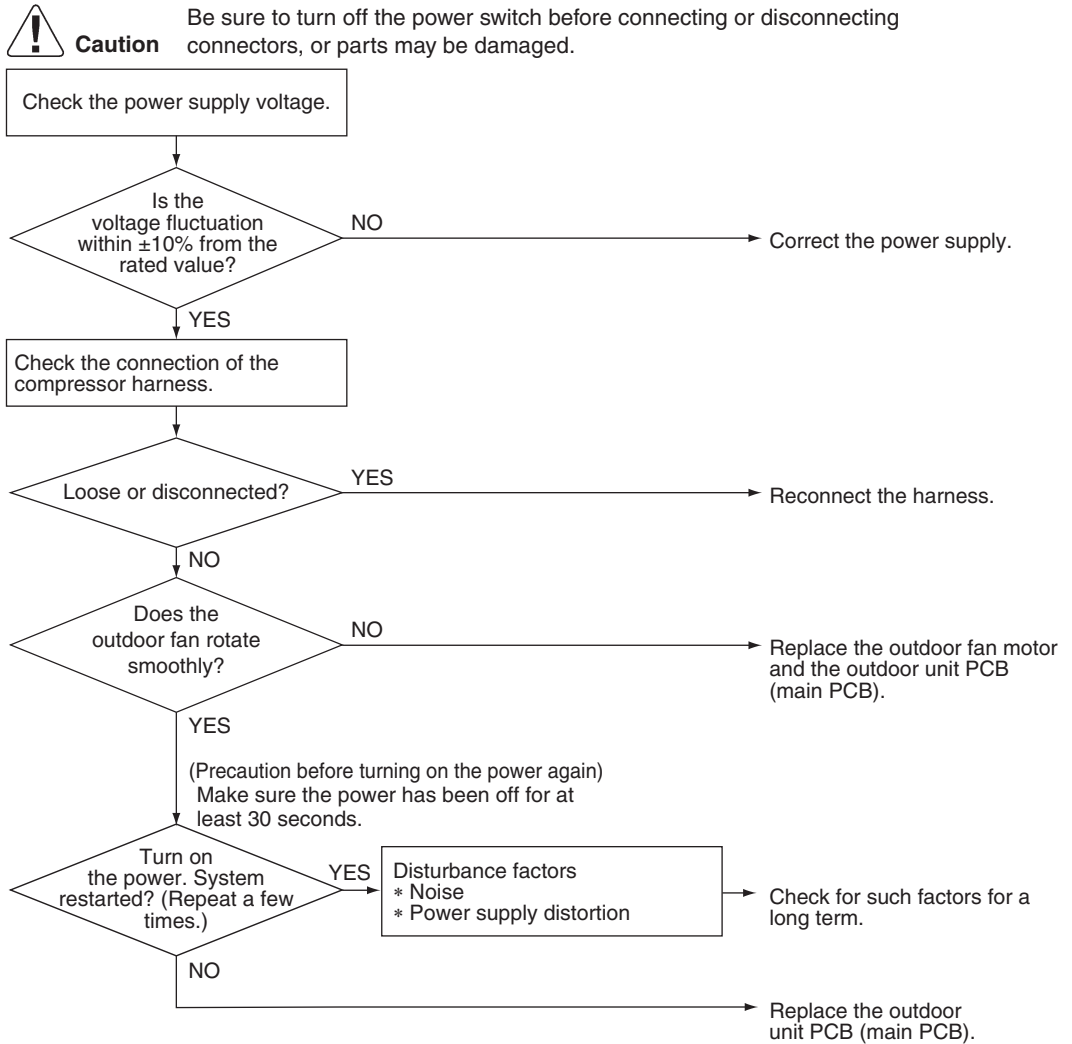 Be sure to turn off the power switch before connecting or disconnecting
Caution connectors, or parts may be damaged.
Check the power supply voltage.
Is the
voltage fluctuation
within ±10% from the
rated value?
NO
Correct the power supply.
YES
Check the connection of the
compressor harness.
Loose or disconnected?
YES
Reconnect the harness.
NO
Does the
outdoor fan rotate
smoothly?
NO
Replace the outdoor fan motor
and the outdoor unit PCB
(main PCB).
YES
(Precaution before turning on the power again)
Make sure the power has been off for at
least 30 seconds.
Turn on
the power. System
restarted? (Repeat a few
times.)
YES
Disturbance factors
* Noise
* Power supply distortion
Check for such factors for a
long term.
NO
Replace the outdoor
unit PCB (main PCB).